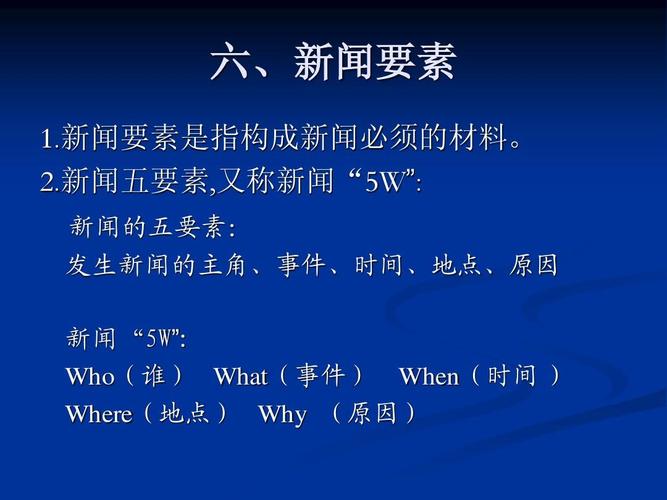 六、新闻要素
1.新闻要素是指构成新闻必须的材料。
2.新闻五要素,又称新闻“5W”:
新闻的五要素:
发生新闻的主角、事件、时间、地点、原因
新闻“5W”:
Who（谁） What（事件） When（时间 ）
Where（地点） Why （原因）